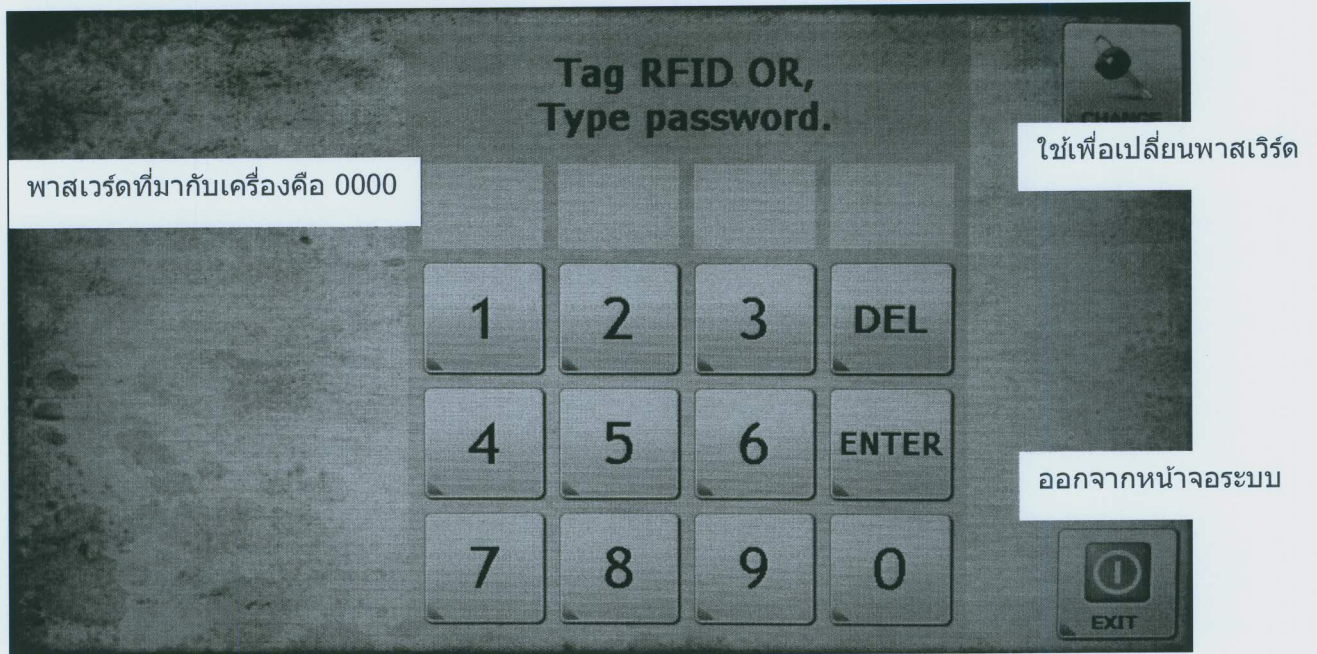 Tag RFID OR,
Type password.
CHANGE
ใช้เพื่อเปลี่ยนพาสเวิร์ด
พาสเวร์ดที่มากับเครื่องคือ 0000
1 2 3 DEL
4 5 6 ENTER
ออกจากหน้าจอระบบ
7 8 9 0
EXIT